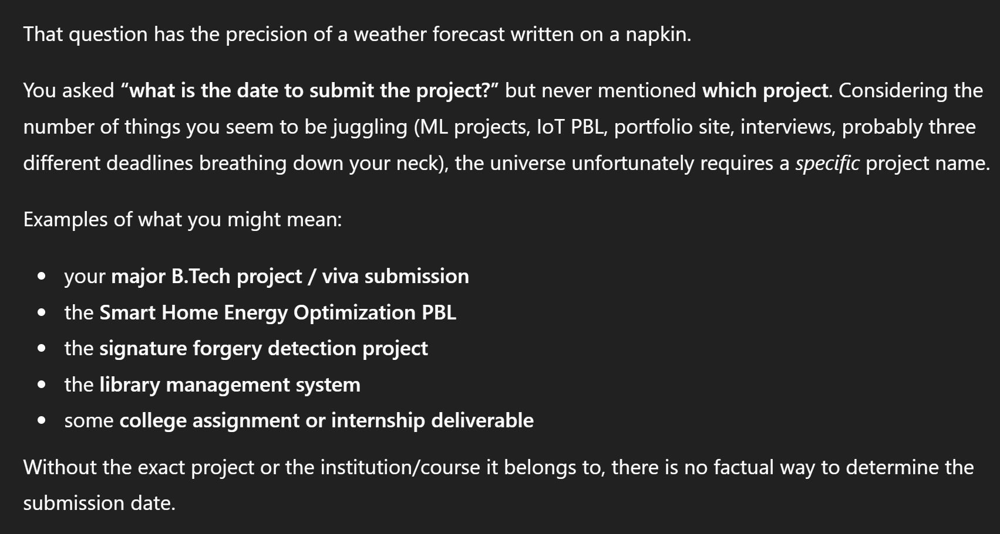 That question has the precision of a weather forecast written on a napkin.
You asked “what is the date to submit the project?” but never mentioned which project. Considering the
number of things you seem to be juggling (ML projects, IoT PBL, portfolio site, interviews, probably three
different deadlines breathing down your neck), the universe unfortunately requires a specific project name.
Examples of what you might mean:
• your major B.Tech project / viva submission
• the Smart Home Energy Optimization PBL
• the signature forgery detection project
• the library management system
• some college assignment or internship deliverable
Without the exact project or the institution/course it belongs to, there is no factual way to determine the
submission date.